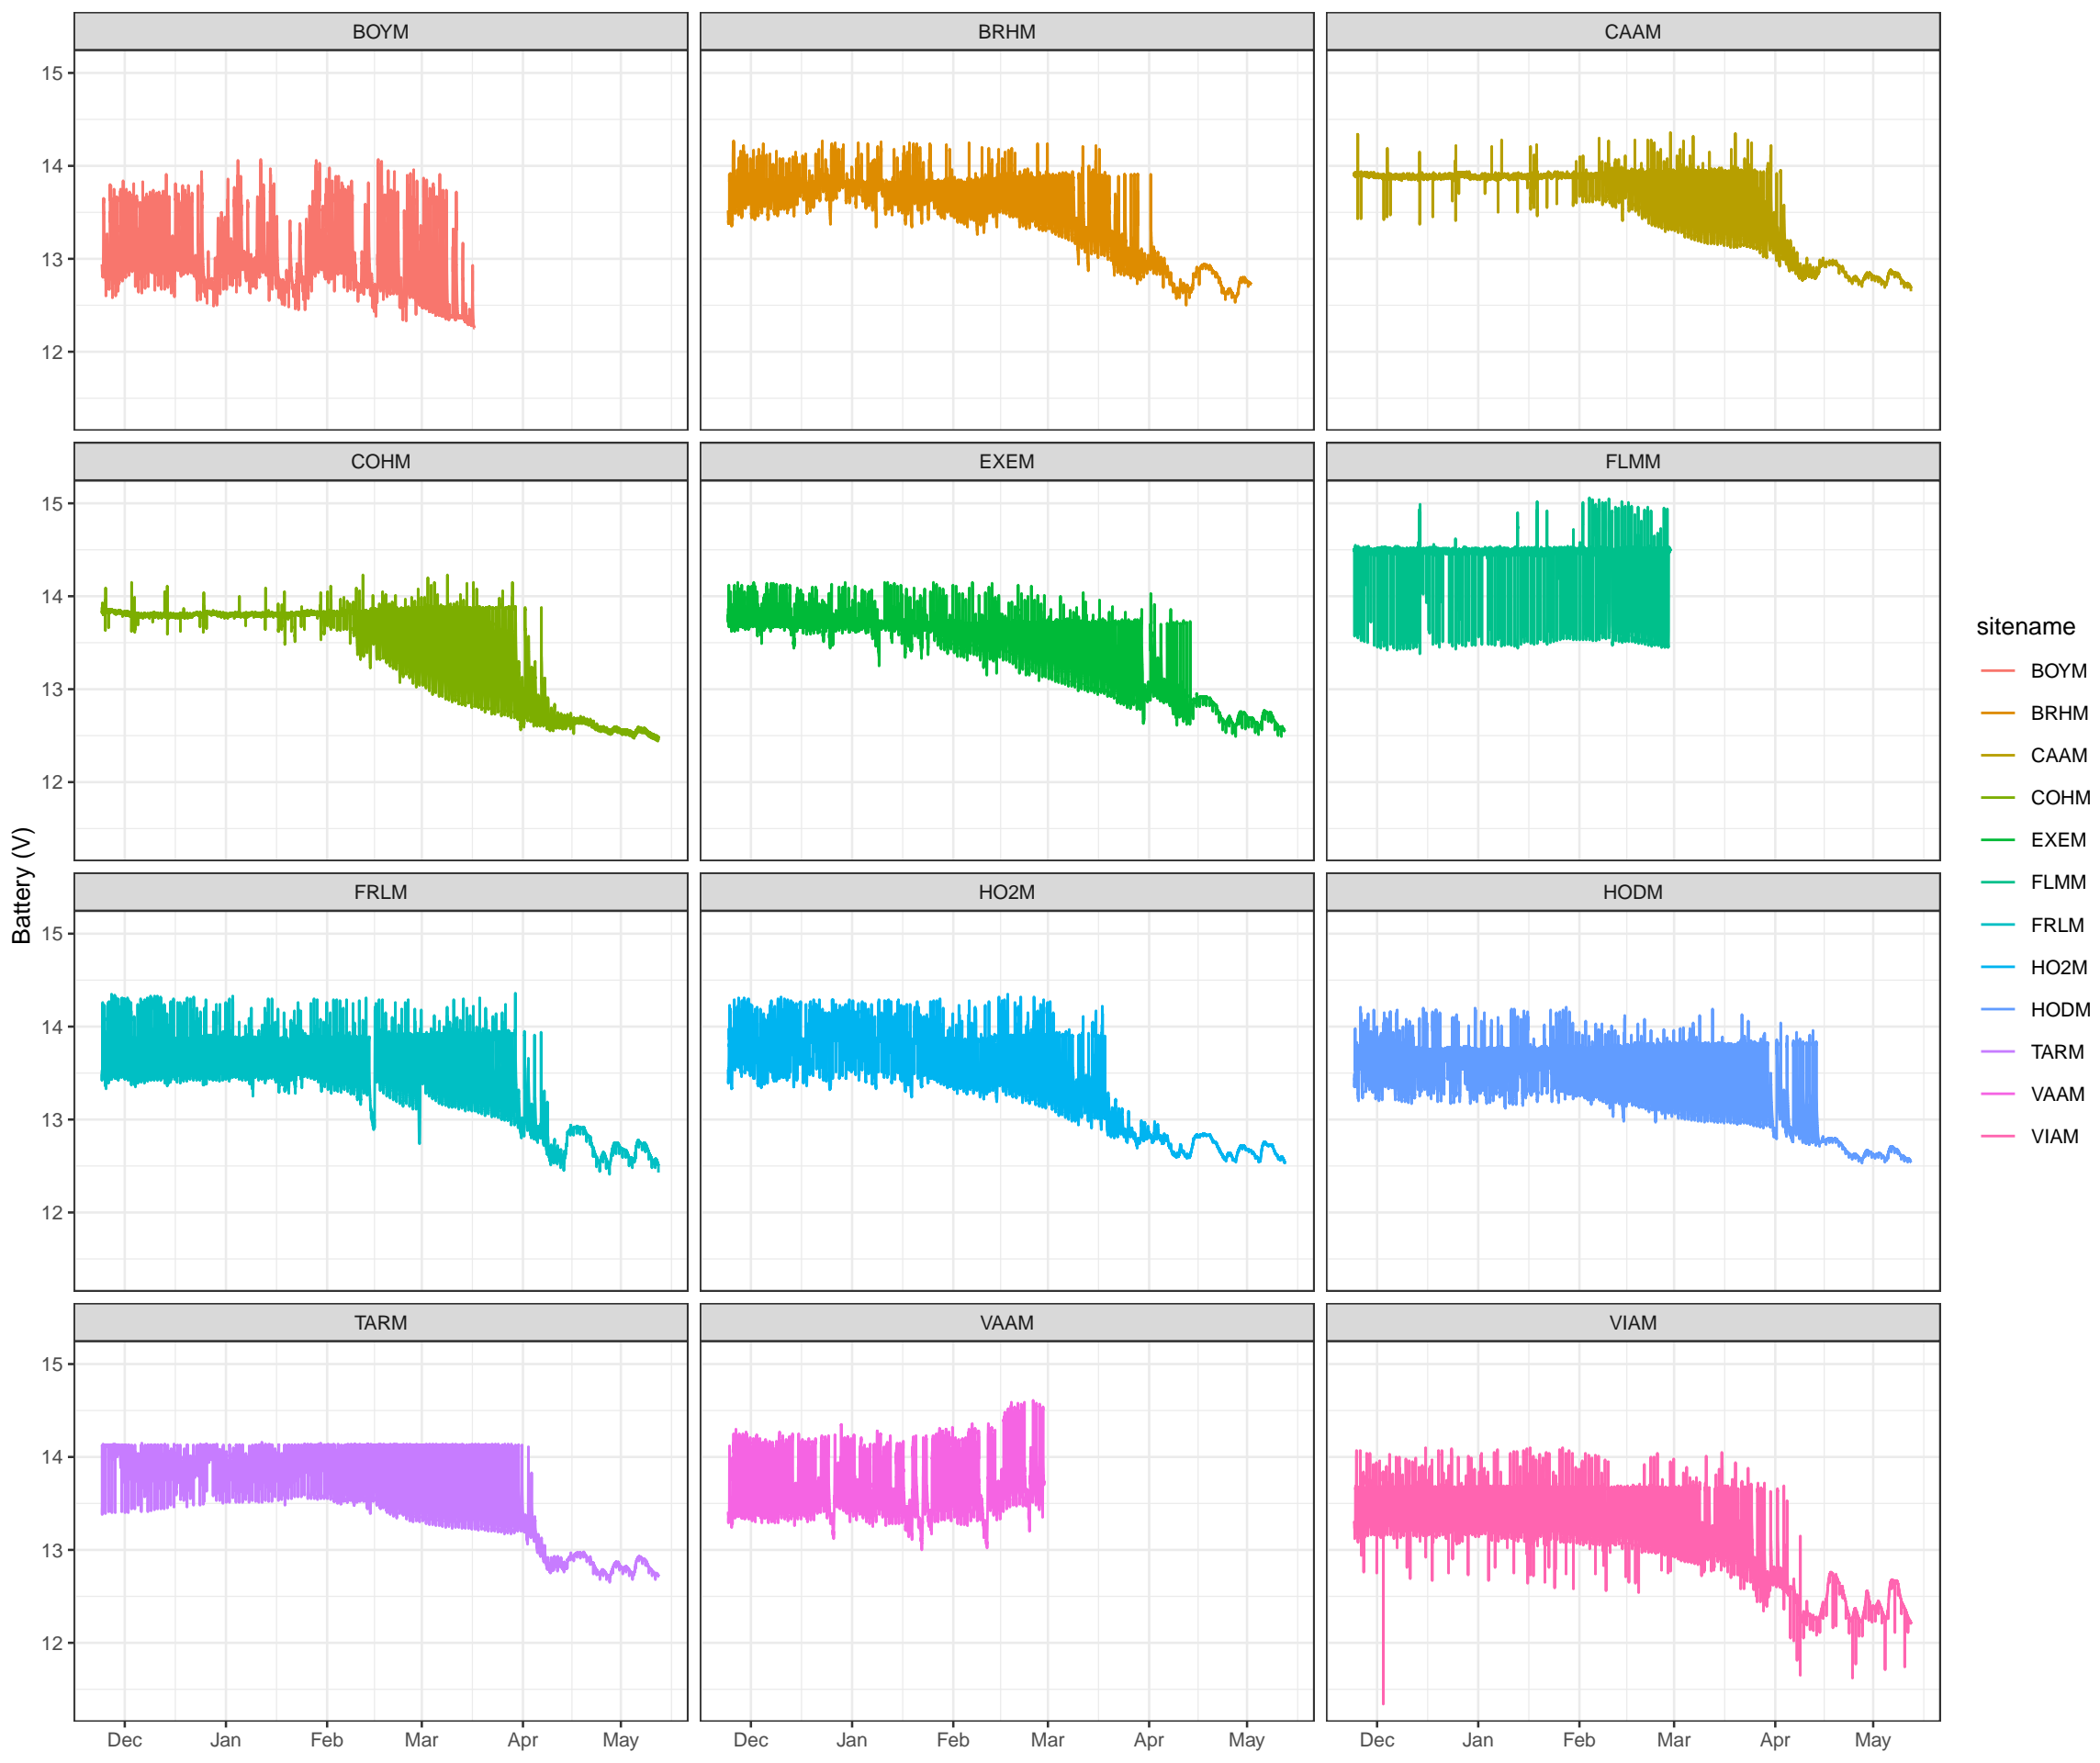 BOYM BRHM CAAM
15
14
13
12
COHM EXEM FLMM
15
14
13
12
FRLM HO2M HODM
15
14
13
12
TARM VAAM VIAM
15
14
13
12
Dec Jan Feb Mar Apr May Dec Jan Feb Mar Apr May Dec Jan Feb Mar Apr May
Battery (V)
sitename
BOYM
BRHM
CAAM
COHM
EXEM
FLMM
FRLM
HO2M
HODM
TARM
VAAM
VIAM